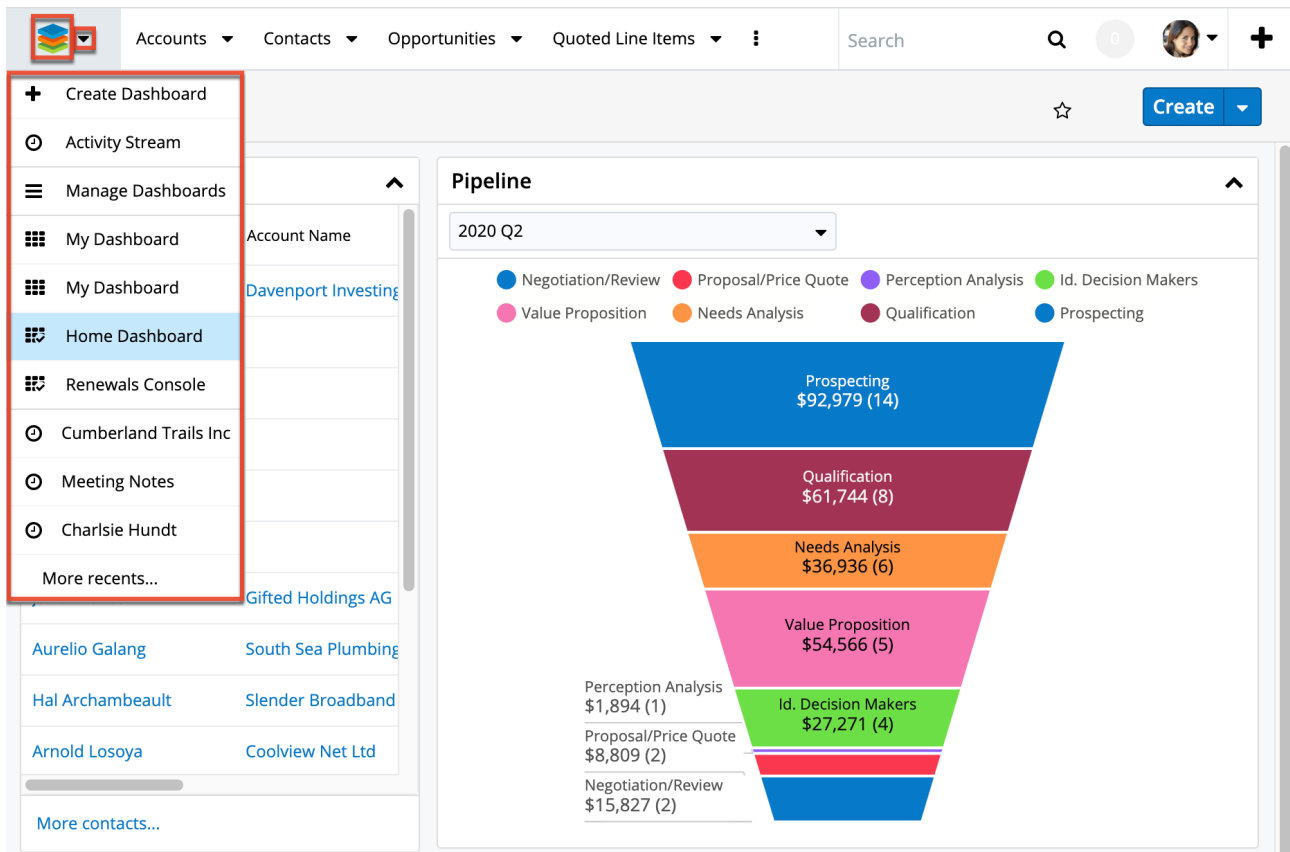 Accounts
Contacts
Opportunities
Quoted Line Items
Search
0
Create Dashboard
Activity Stream
Manage Dashboards
My Dashboard
My Dashboard
Home Dashboard
Renewals Console
Cumberland Trails Inc
Meeting Notes
Charlsie Hundt
More recents...
Create
Account Name
Davenport Investing
Gifted Holdings AG
Aurelio Galang South Sea Plumbing
Hal Archambeault Slender Broadband
Arnold Losoya Coolview Net Ltd
More contacts...
Pipeline
2020 Q2
Negotiation/Review Proposal/Price Quote Perception Analysis Id. Decision Makers
Value Proposition Needs Analysis Qualification Prospecting
Prospecting
$92,979 (14)
Qualification
$61,744 (8)
Needs Analysis
$36,936 (6)
Value Proposition
$54,566 (5)
Id. Decision Makers
$27,271 (4)
Perception Analysis
$1,894 (1)
Proposal/Price Quote
$8,809 (2)
Negotiation/Review
$15,827 (2)